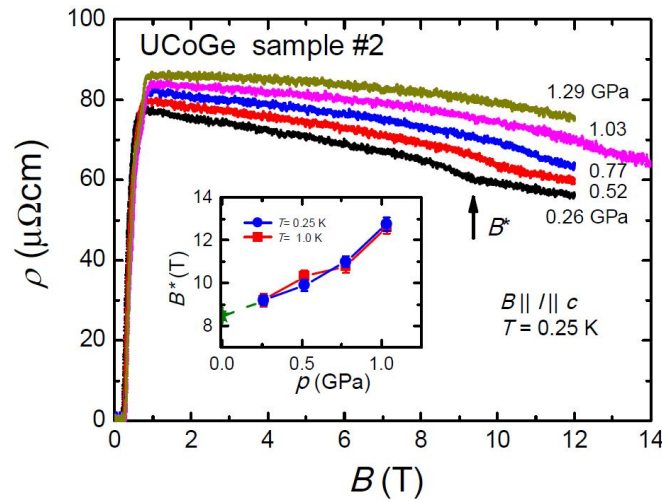 UCoGe sample #2
100
80
60
40
20
0
ρ (μΩcm)
1.29 GPa
1.03
0.77
0.52
0.26 GPa
B*
14
12
10
8
B* (T)
T= 0.25 K
T= 1.0 K
0.0 0.5 1.0
p (GPa)
B || I || c
T = 0.25 K
0 2 4 6 8 10 12 14
B (T)